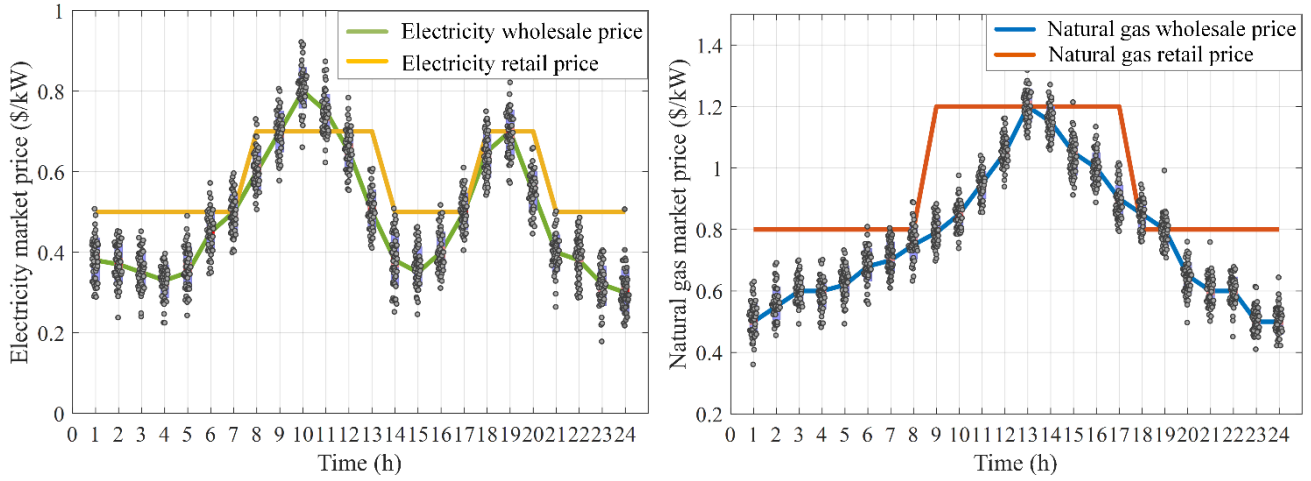 Electricity market price ($/kW)
1
0.8
0.6
0.4
0.2
0
Electricity wholesale price
Electricity retail price
0 1 2 3 4 5 6 7 8 9 10 11 12 13 14 15 16 17 18 19 20 21 22 23 24
Time (h)
Natural gas market price ($/kW)
1.4
1.2
1
0.8
0.6
0.4
0.2
Natural gas wholesale price
Natural gas retail price
0 1 2 3 4 5 6 7 8 9 10 11 12 13 14 15 16 17 18 19 20 21 22 23 24
Time (h)